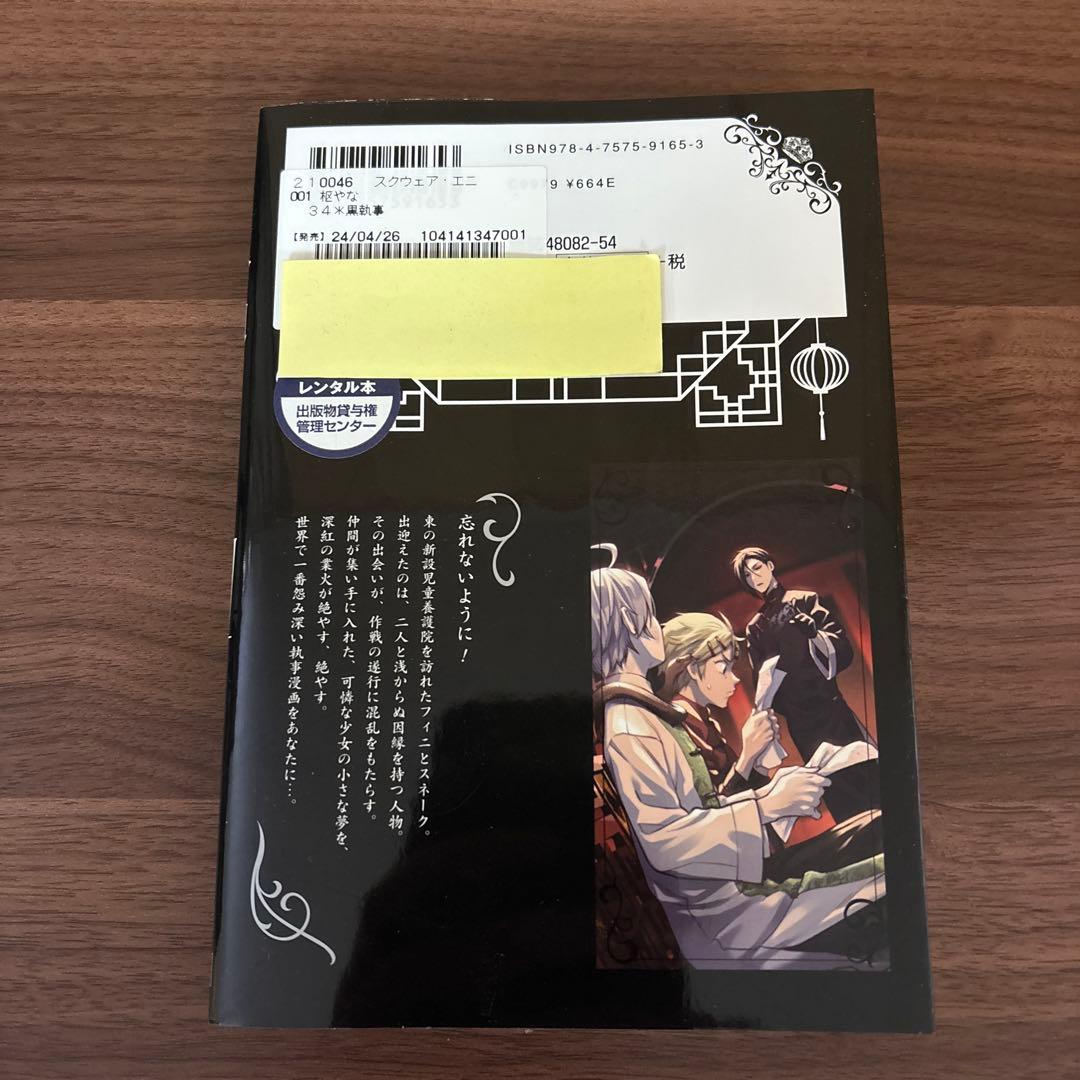 ISBN978-4-7575-9165-3
9 ¥664E
210046 スクウェア・エニ
001 枢やな
34*黒執事
【発売】24/04/26 104141347001
48082-54
+税
レンタル本
出版物貸与権
管理センター
忘れないように!
東の新設児童養護院を訪れたフィニとスネーク。
出迎えたのは、二人と浅からぬ因縁を持つ人物。
その出会いが、作戦の遂行に混乱をもたらす。
仲間が集い手に入れた、可憐な少女の小さな夢を、
深紅の業火が絶やす、絶やす。
世界で一番怨み深い執事漫画をあなたに…。